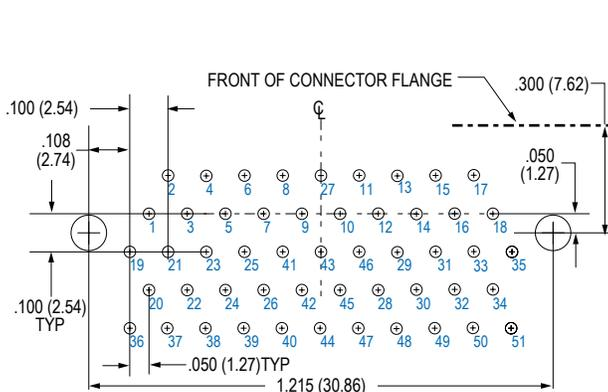 FRONT OF CONNECTOR FLANGE
.300 (7.62)
.100 (2.54)
℄
.108
(2.74)
.050
(1.27)
2 4 6 8 27 11 13 15 17
1 3 5 7 9 10 12 14 16 18
19 21 23 25 41 43 46 29 31 33 35
20 22 24 26 42 45 28 30 32 34
.100 (2.54)
TYP
36 37 38 39 40 44 47 48 49 50 51
.050 (1.27)TYP
1.215 (30.86)